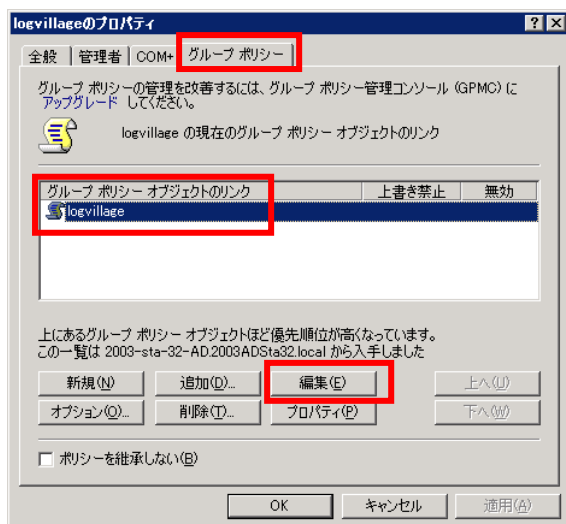 logvillageのプロパティ
全般 管理者 COM+ グループ ポリシー
グループ ポリシーの管理を改善するには、グループ ポリシー管理コンソール (GPMC) に
アップグレード してください。
logvillage の現在のグループ ポリシー オブジェクトのリンク
グループ ポリシー オブジェクトのリンク 上書き禁止 無効
logvillage
上にあるグループ ポリシー オブジェクトほど優先順位が高くなっています。
この一覧は 2003-sta-32-AD.2003ADSta32.local から入手しました
新規(N) 追加(D)... 編集(E) 上へ(U)
オプション(O)... 削除(T)... プロパティ(P) 下へ(W)
ポリシーを継承しない(B)
OK キャンセル 適用(A)